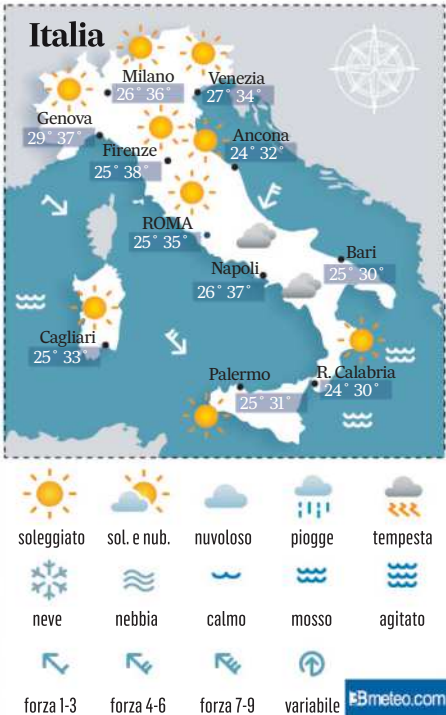 Italia
Milano
26° 36°
Venezia
27° 34°
Genova
29° 37°
Firenze
25° 38°
Ancona
24° 32°
ROMA
25° 35°
Bari
25° 30°
Napoli
26° 37°
Cagliari
25° 33°
Palermo
25° 31°
R. Calabria
24° 30°
soleggiato sol. e nub. nuvoloso piogge tempesta
neve nebbia calmo mosso agitato
forza 1-3 forza 4-6 forza 7-9 variabile
3Bmeteo.com